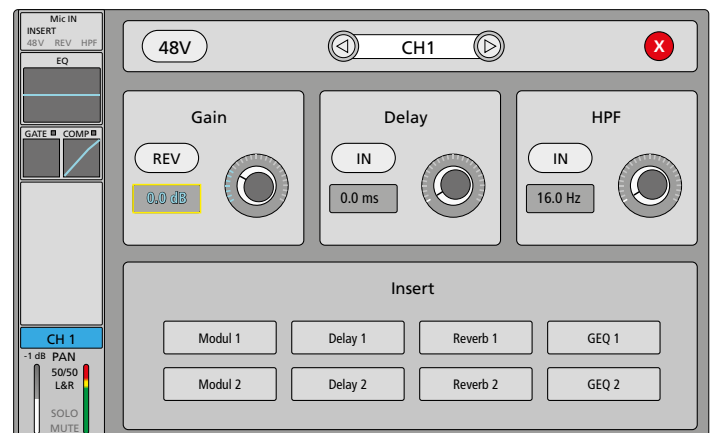 Mic IN
INSERT
48V REV HPF
EQ
GATE COMP
CH 1
-1 dB PAN
50/50
L&R
SOLO
MUTE
48V
CH1
X
Gain
REV
0.0 dB
Delay
IN
0.0 ms
HPF
IN
16.0 Hz
Insert
Modul 1 Delay 1 Reverb 1 GEQ 1
Modul 2 Delay 2 Reverb 2 GEQ 2